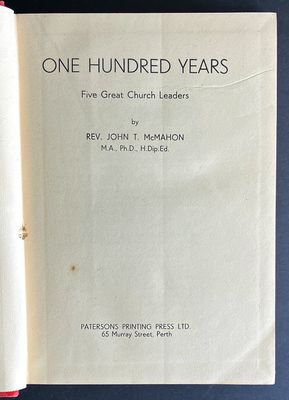 ONE HUNDRED YEARS
Five Great Church Leaders
by
REV. JOHN T. McMAHON
M.A., Ph.D., H.Dip.Ed.
PATERSONS PRINTING PRESS LTD.
65 Murray Street, Perth